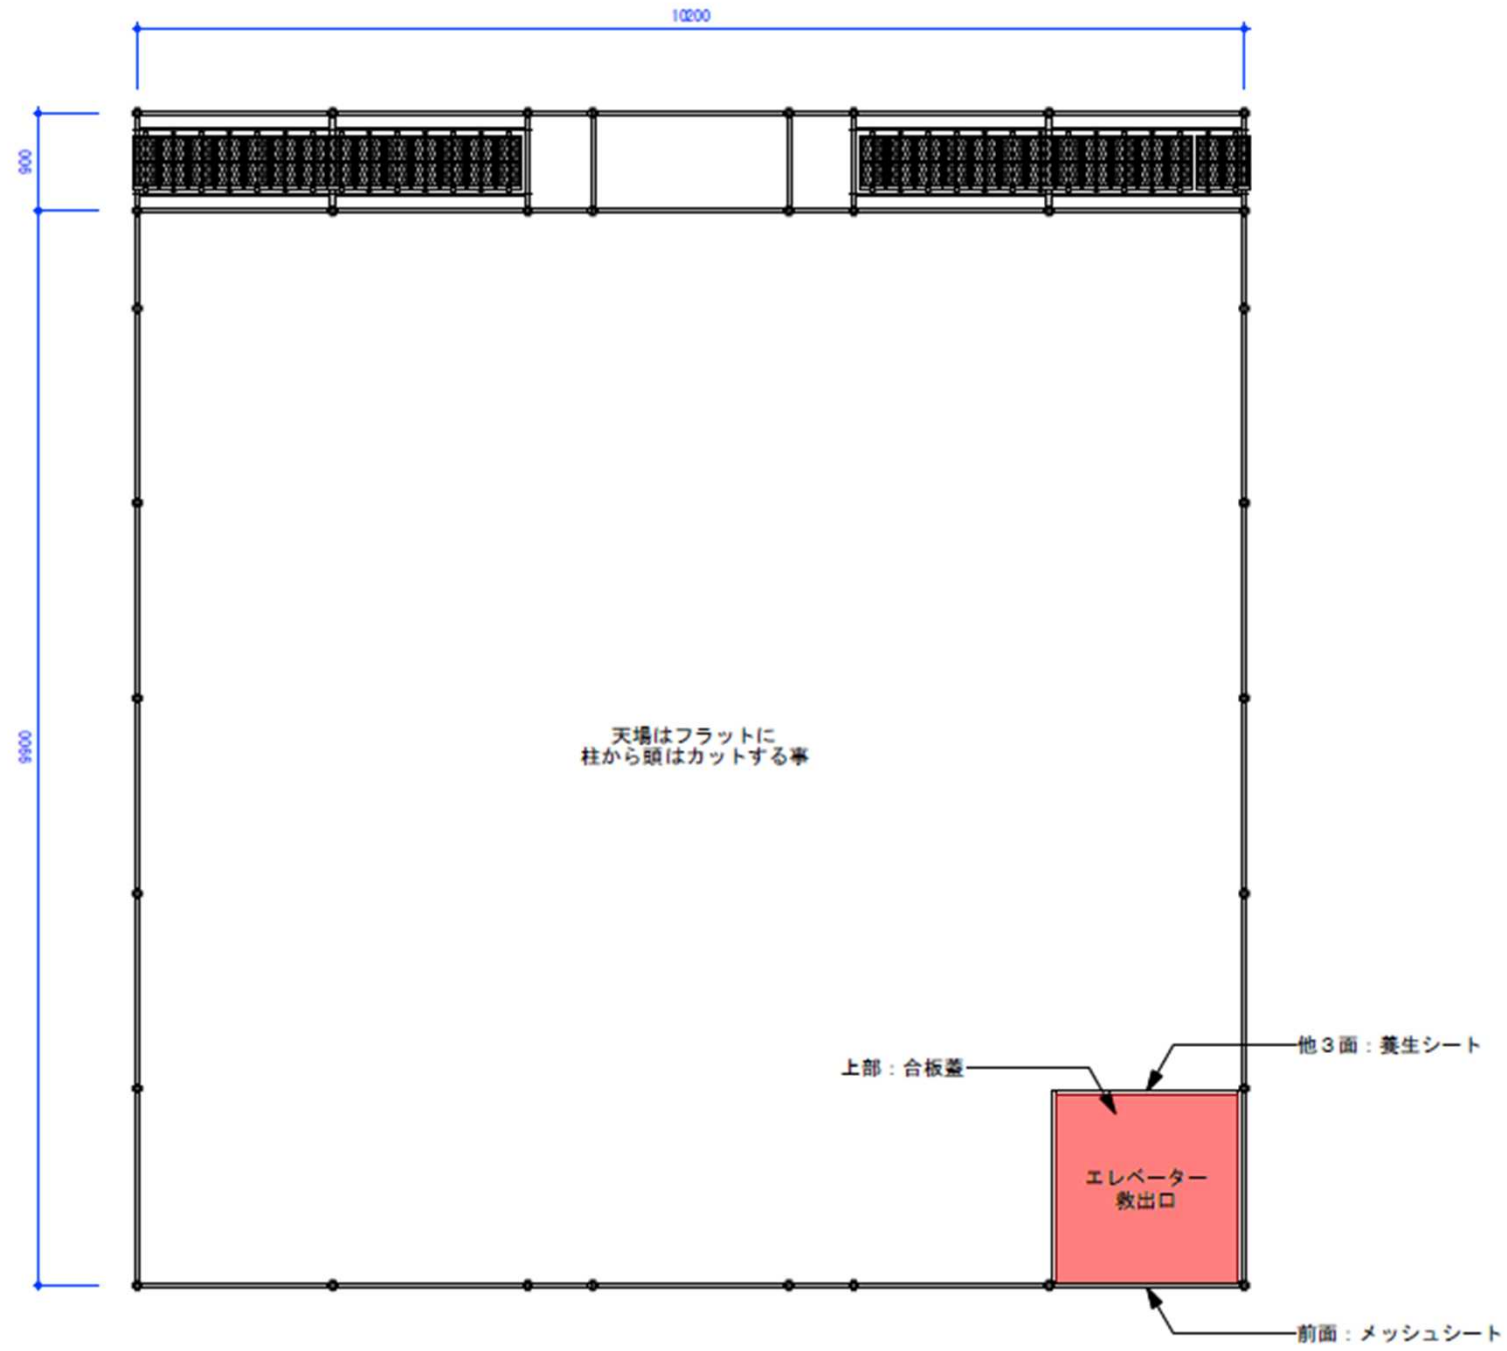 10200
900
9900
天場はフラットに
柱から頭はカットする事
他３面：養生シート
上部：合板蓋
エレベーター
救出口
前面：メッシュシート